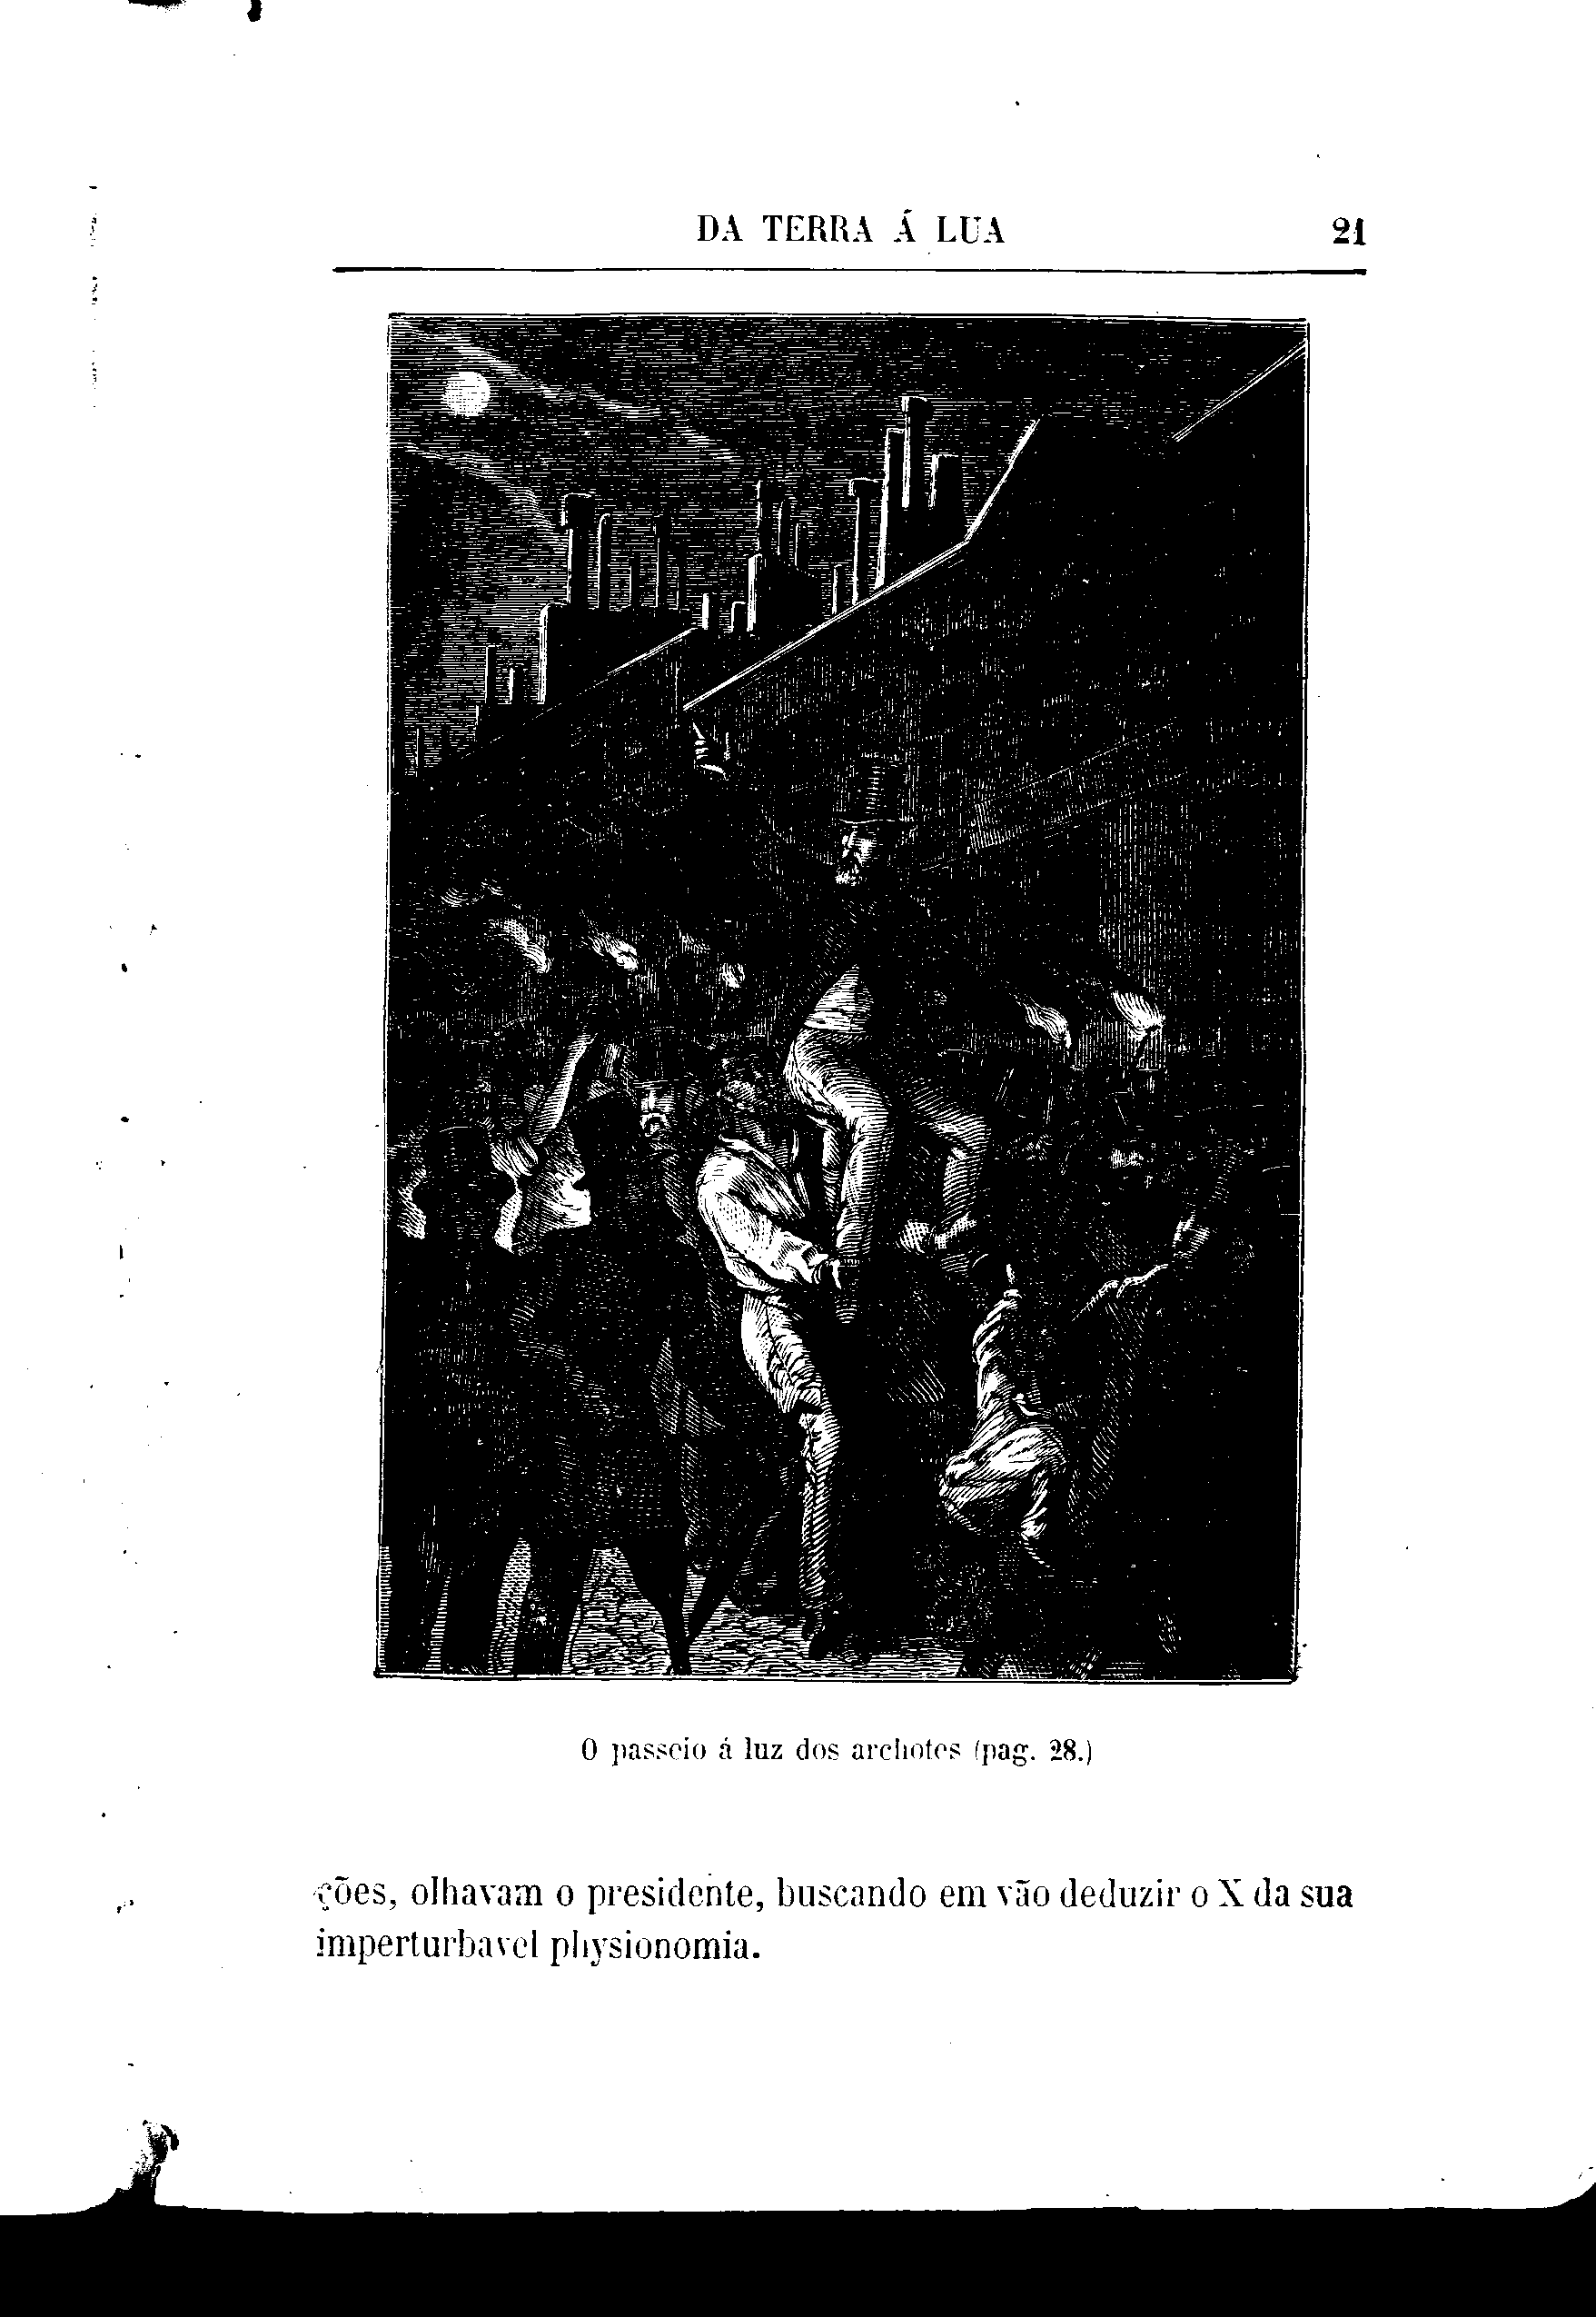 DA TERRA Á LUA 21
O passeio á luz dos archotes (pag. 28.)
ções, olhavam o presidente, buscando em vão deduzir o X da sua
imperturbavel physionomia.